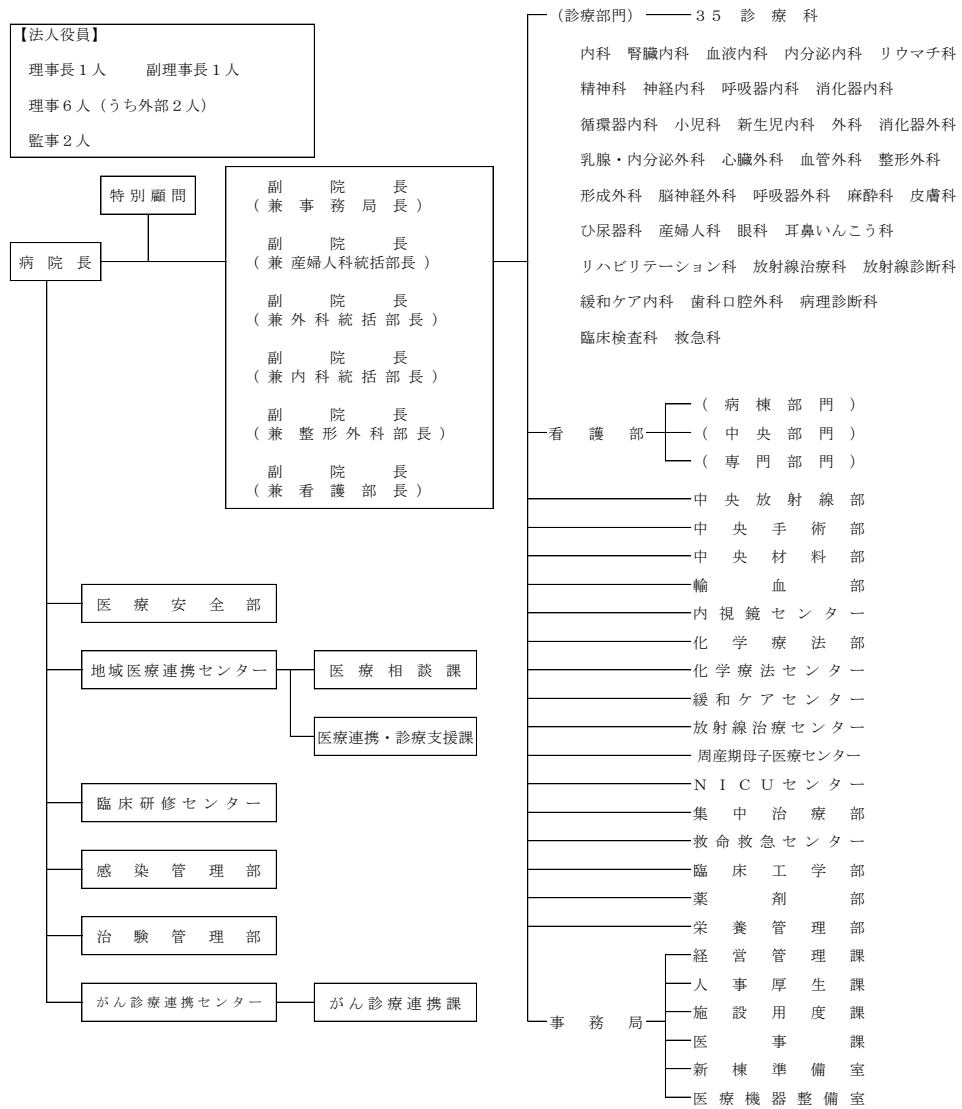 【法人役員】
理事長１人　　副理事長１人
理事６人（うち外部２人）
監事２人
特別顧問
病院長
副院長
（兼事務局長）
副院長
（兼産婦人科統括部長）
副院長
（兼外科統括部長）
副院長
（兼内科統括部長）
副院長
（兼整形外科部長）
副院長
（兼看護部長）
医療安全部
地域医療連携センター
医療相談課
医療連携・診療支援課
臨床研修センター
感染管理部
治験管理部
がん診療連携センター
がん診療連携課
（診療部門）　３５診療科
内科　腎臓内科　血液内科　内分泌内科　リウマチ科
精神科　神経内科　呼吸器内科　消化器内科
循環器内科　小児科　新生児内科　外科　消化器外科
乳腺・内分泌外科　心臓外科　血管外科　整形外科
形成外科　脳神経外科　呼吸器外科　麻酔科　皮膚科
ひ尿器科　産婦人科　眼科　耳鼻いんこう科
リハビリテーション科　放射線治療科　放射線診断科
緩和ケア内科　歯科口腔外科　病理診断科
臨床検査科　救急科
看護部
（病棟部門）
（中央部門）
（専門部門）
中央放射線部
中央手術部
中央材料部
輸血部
内視鏡センター
化学療法部
化学療法センター
緩和ケアセンター
放射線治療センター
周産期母子医療センター
ＮＩＣＵセンター
集中治療部
救命救急センター
臨床工学部
薬剤部
栄養管理部
事務局
経営管理課
人事厚生課
施設用度課
医事課
新棟準備室
医療機器整備室